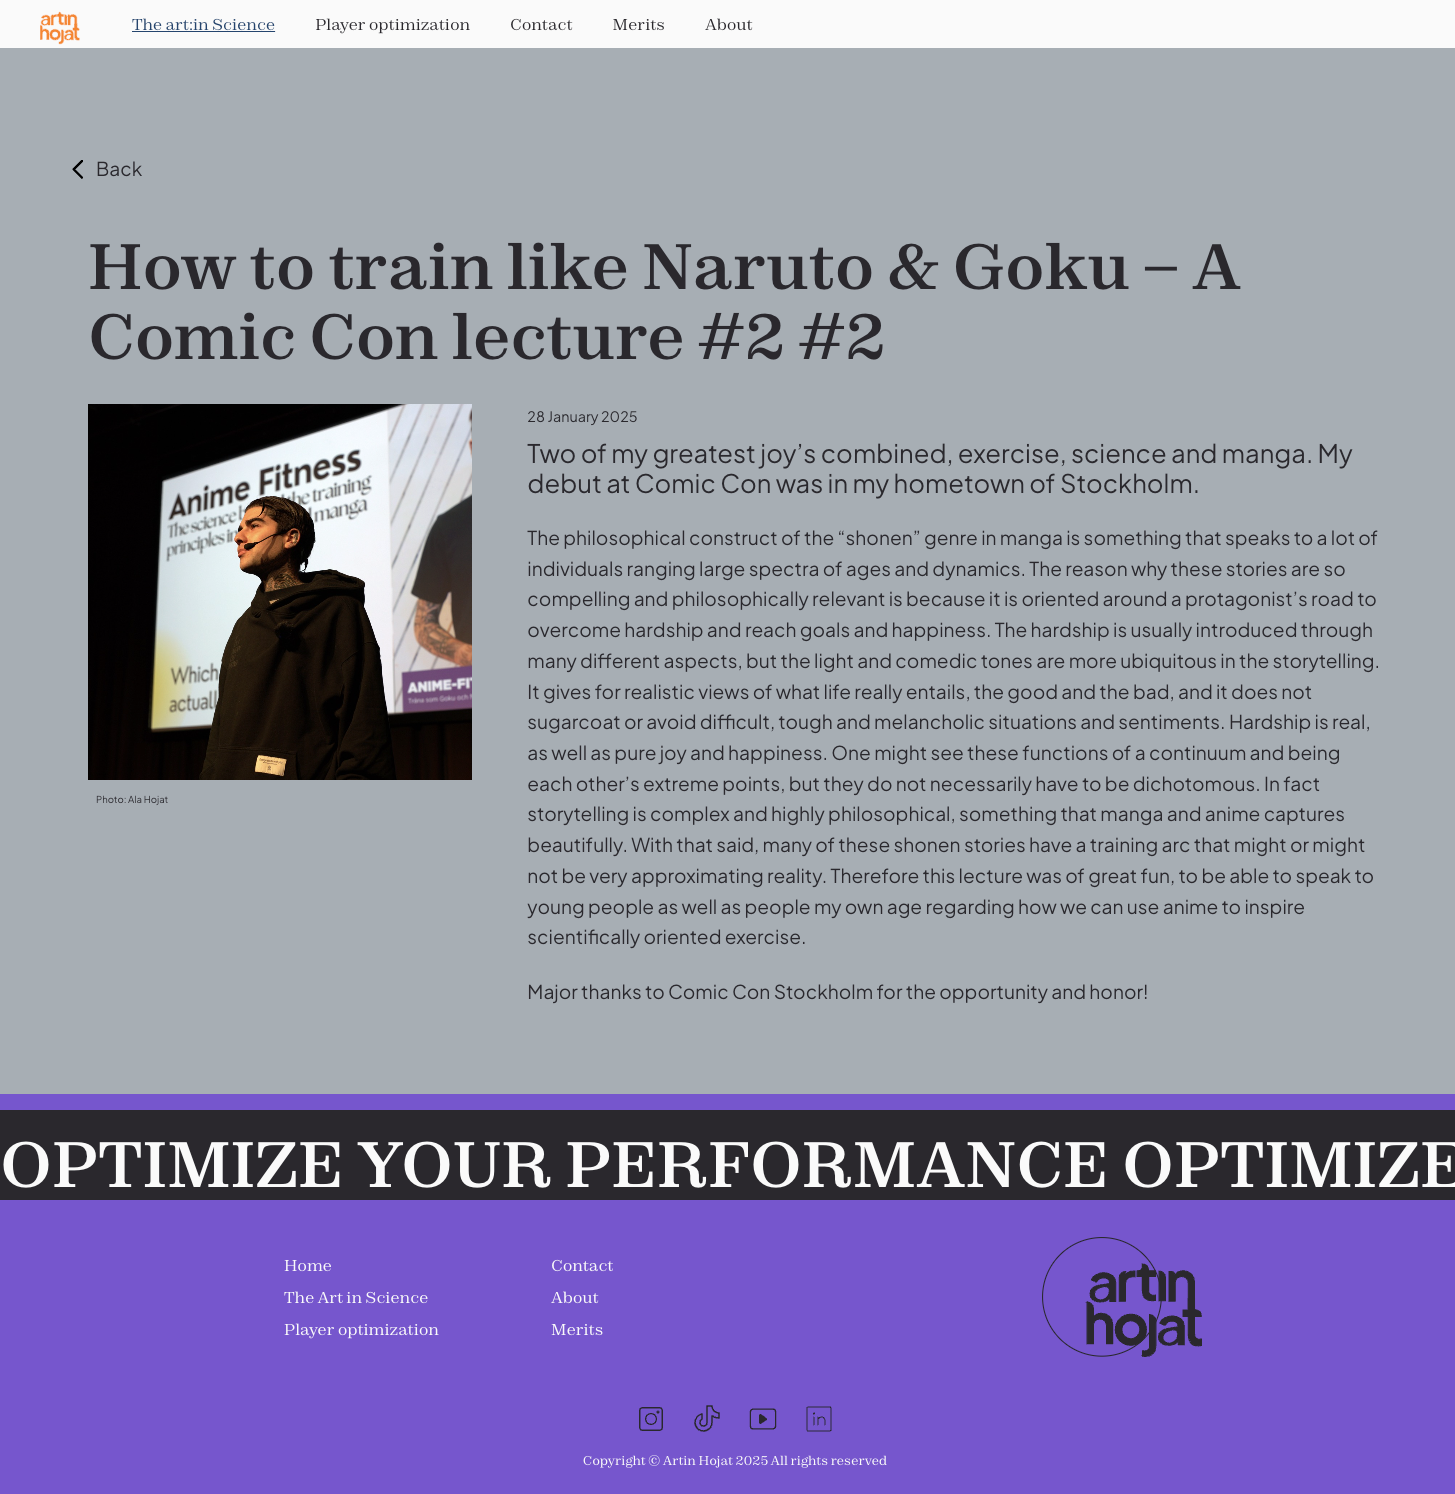 artin
hojat
The art:in Science
Player optimization
Contact
Merits
About
Back
How to train like Naruto & Goku – A
Comic Con lecture #2 #2
Anime Fitness
The science
the training
principles in
manga
Which
actuall
ANIME-FI
Träna som Goku och
Photo: Ala Hojat
28 January 2025
Two of my greatest joy’s combined, exercise, science and manga. My
debut at Comic Con was in my hometown of Stockholm.
The philosophical construct of the “shonen” genre in manga is something that speaks to a lot of
individuals ranging large spectra of ages and dynamics. The reason why these stories are so
compelling and philosophically relevant is because it is oriented around a protagonist’s road to
overcome hardship and reach goals and happiness. The hardship is usually introduced through
many different aspects, but the light and comedic tones are more ubiquitous in the storytelling.
It gives for realistic views of what life really entails, the good and the bad, and it does not
sugarcoat or avoid difficult, tough and melancholic situations and sentiments. Hardship is real,
as well as pure joy and happiness. One might see these functions of a continuum and being
each other’s extreme points, but they do not necessarily have to be dichotomous. In fact
storytelling is complex and highly philosophical, something that manga and anime captures
beautifully. With that said, many of these shonen stories have a training arc that might or might
not be very approximating reality. Therefore this lecture was of great fun, to be able to speak to
young people as well as people my own age regarding how we can use anime to inspire
scientifically oriented exercise.
Major thanks to Comic Con Stockholm for the opportunity and honor!
OPTIMIZE YOUR PERFORMANCE OPTIMIZE
Home
The Art in Science
Player optimization
Contact
About
Merits
artin
hojat
in
Copyright © Artin Hojat 2025 All rights reserved